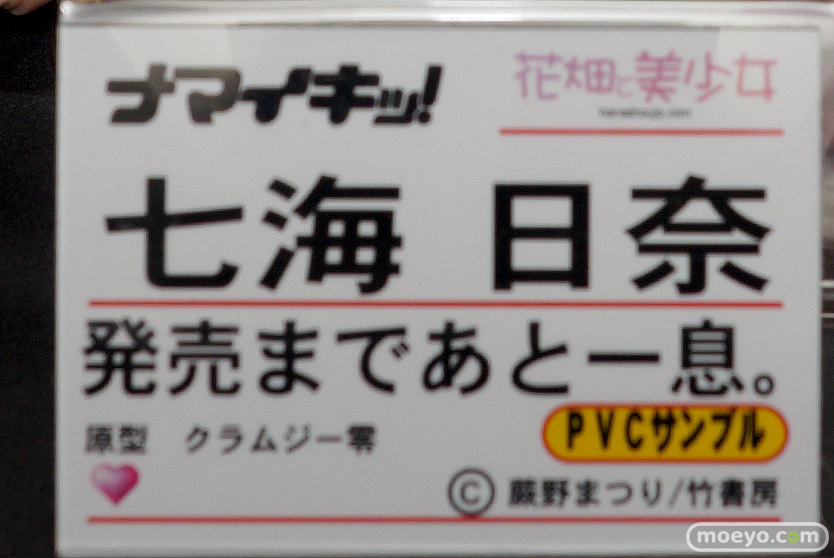 ナマイキッ!
花畑と美少女
七海 日奈
発売まであと一息。
PVCサンプル
原型 クラムジー零
©蕨野まつり/竹書房
moeyo.com